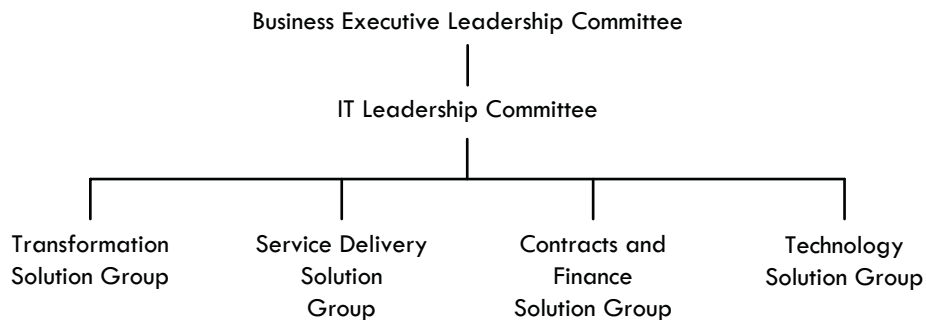 Business Executive Leadership Committee
IT Leadership Committee
Transformation
Solution Group
Service Delivery
Solution
Group
Contracts and
Finance
Solution Group
Technology
Solution Group